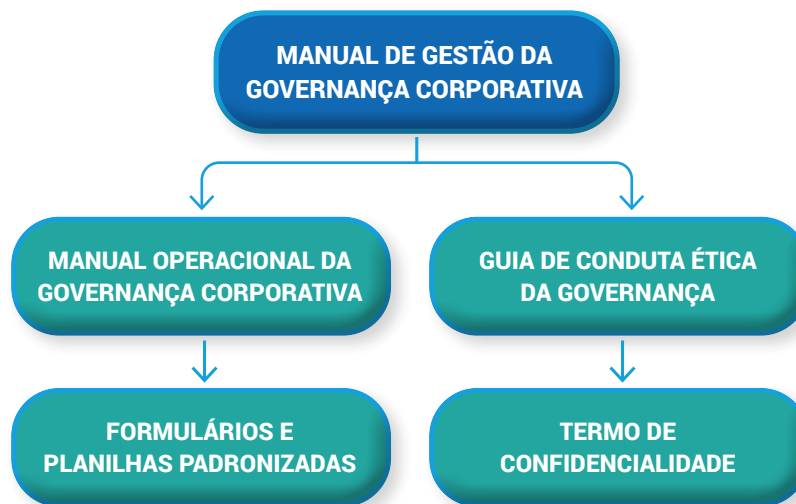 MANUAL DE GESTÃO DA
GOVERNANÇA CORPORATIVA
MANUAL OPERACIONAL DA
GOVERNANÇA CORPORATIVA
GUIA DE CONDUTA ÉTICA
DA GOVERNANÇA
FORMULÁRIOS E
PLANILHAS PADRONIZADAS
TERMO DE
CONFIDENCIALIDADE